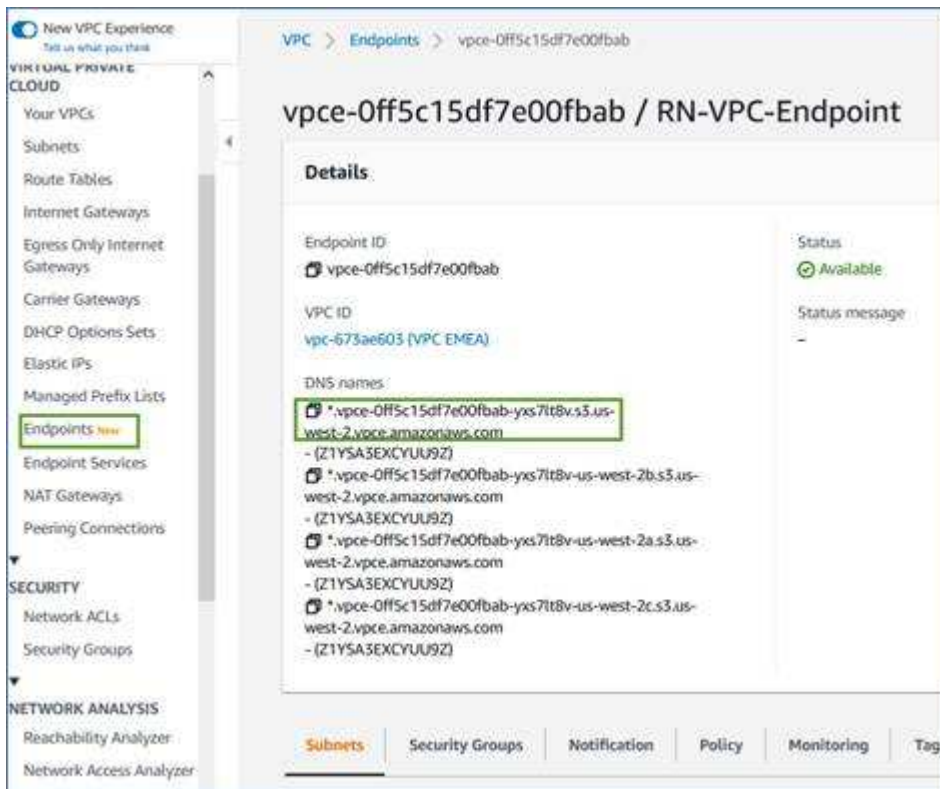 New VPC Experience
Tell us what you think
VIRTUAL PRIVATE
CLOUD
Your VPCs
Subnets
Route Tables
Internet Gateways
Egress Only Internet
Gateways
Carrier Gateways
DHCP Options Sets
Elastic IPs
Managed Prefix Lists
Endpoints New
Endpoint Services
NAT Gateways
Peering Connections
SECURITY
Network ACLs
Security Groups
NETWORK ANALYSIS
Reachability Analyzer
Network Access Analyzer
VPC > Endpoints > vpce-0ff5c15df7e00fbab
vpce-0ff5c15df7e00fbab / RN-VPC-Endpoint
Details
Endpoint ID
vpce-0ff5c15df7e00fbab
VPC ID
vpc-673ae603 (VPC EMEA)
DNS names
*.vpce-0ff5c15df7e00fbab-yxs7lt8v.s3.us-
west-2.vpce.amazonaws.com
- (Z1YSA3EXCYUU9Z)
*.vpce-0ff5c15df7e00fbab-yxs7lt8v-us-west-2b.s3.us-
west-2.vpce.amazonaws.com
- (Z1YSA3EXCYUU9Z)
*.vpce-0ff5c15df7e00fbab-yxs7lt8v-us-west-2a.s3.us-
west-2.vpce.amazonaws.com
- (Z1YSA3EXCYUU9Z)
*.vpce-0ff5c15df7e00fbab-yxs7lt8v-us-west-2c.s3.us-
west-2.vpce.amazonaws.com
- (Z1YSA3EXCYUU9Z)
Status
Available
Status message
-
Subnets Security Groups Notification Policy Monitoring Tag